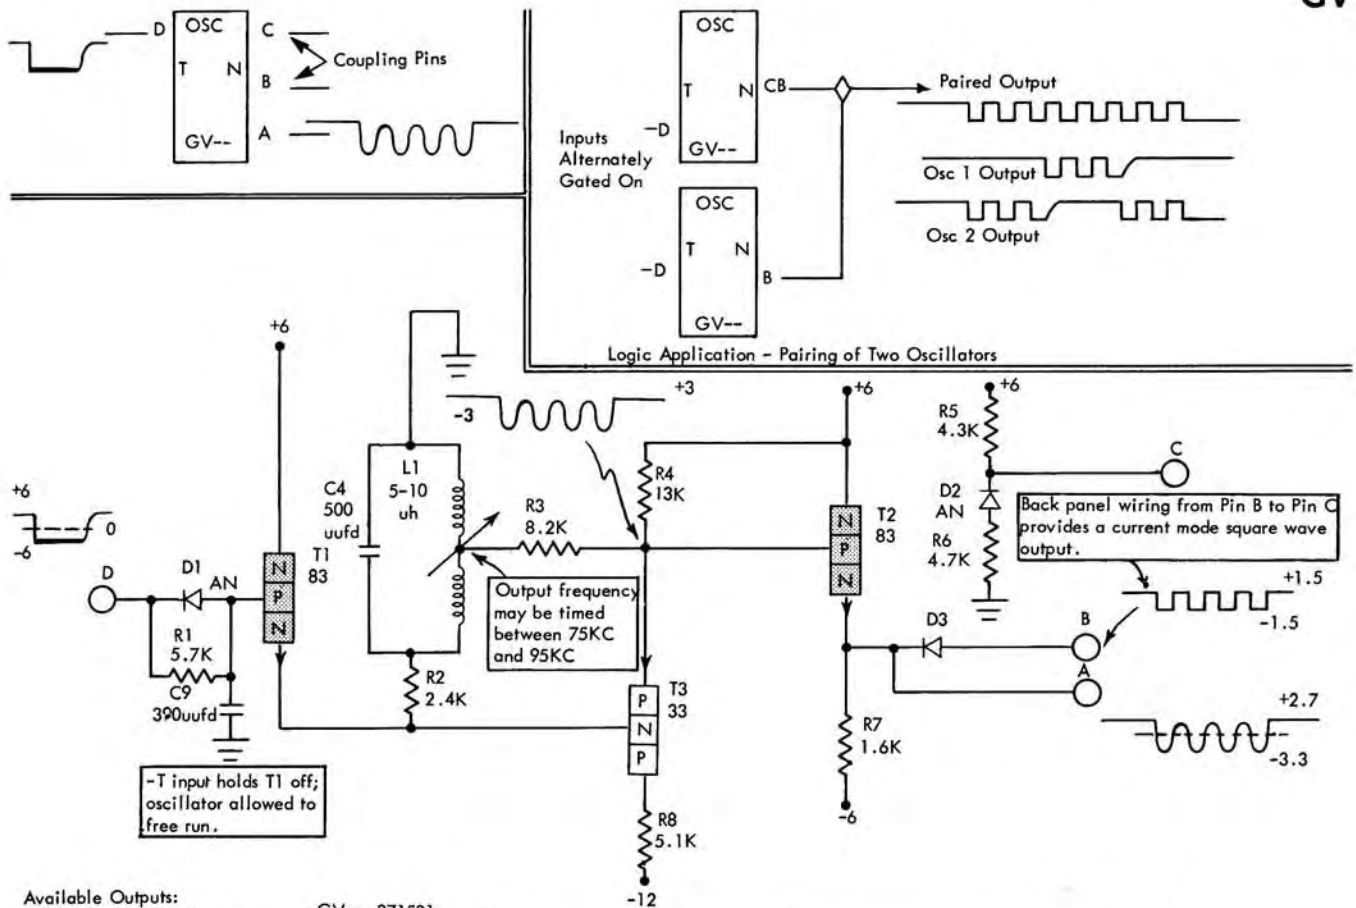 GV
D
OSC
C
T
N
B
GV--
A
Coupling Pins
OSC
T
N
CB
-D
GV--
Inputs
Alternately
Gated On
OSC
T
N
-D
B
GV--
Paired Output
Osc 1 Output
Osc 2 Output
Logic Application - Pairing of Two Oscillators
+6
-3
+3
+6
+6
R5
4.3K
C
D2
AN
R6
4.7K
Back panel wiring from Pin B to Pin C
provides a current mode square wave
output.
+1.5
-1.5
L1
5-10
uh
C4
500
uufd
R3
8.2K
R4
13K
N
P
N
T2
83
+6
0
-6
D
D1
AN
N
P
N
T1
83
R1
5.7K
C9
390uufd
Output frequency
may be timed
between 75KC
and 95KC
R2
2.4K
P
N
P
T3
33
D3
B
A
R7
1.6K
-6
+2.7
-3.3
-T input holds T1 off;
oscillator allowed to
free run.
R8
5.1K
-12
Available Outputs: